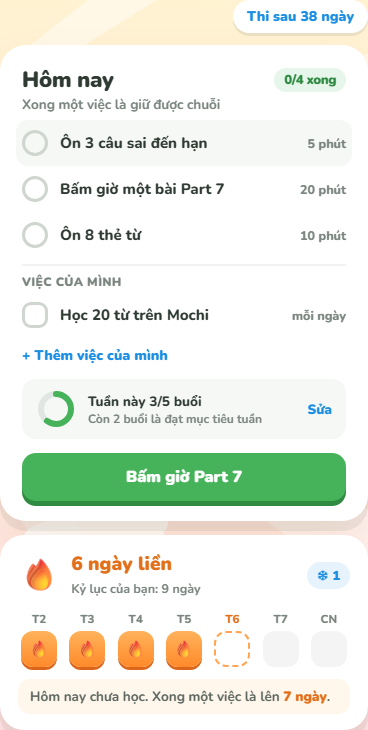 Thi sau 38 ngày
Hôm nay
0/4 xong
Xong một việc là giữ được chuỗi
Ôn 3 câu sai đến hạn
5 phút
Bấm giờ một bài Part 7
20 phút
Ôn 8 thẻ từ
10 phút
VIỆC CỦA MÌNH
Học 20 từ trên Mochi
mỗi ngày
+ Thêm việc của mình
Tuần này 3/5 buổi
Còn 2 buổi là đạt mục tiêu tuần
Sửa
Bấm giờ Part 7
6 ngày liền
Kỷ lục của bạn: 9 ngày
❄ 1
T2 T3 T4 T5 T6 T7 CN
Hôm nay chưa học. Xong một việc là lên 7 ngày.